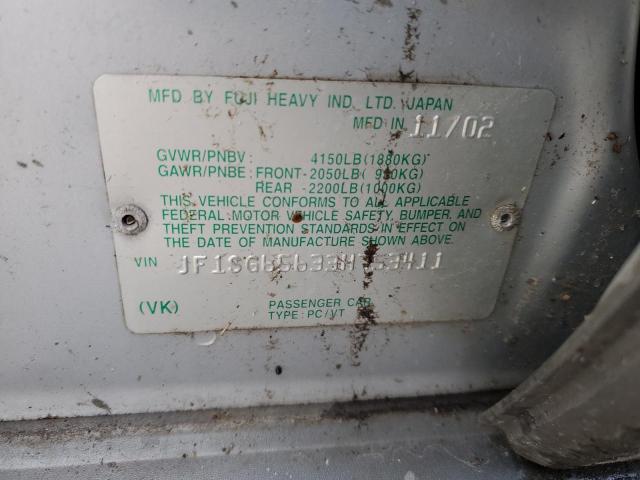 MFD BY FUJI HEAVY IND. LTD. JAPAN
MFD IN 11/02
GVWR/PNBV : 4150LB(1880KG)
GAWR/PNBE : FRONT-2050LB( 930KG)
REAR -2200LB(1000KG)
THIS VEHICLE CONFORMS TO ALL APPLICABLE
FEDERAL MOTOR VEHICLE SAFETY, BUMPER, AND
THEFT PREVENTION STANDARDS IN EFFECT ON
THE DATE OF MANUFACTURE SHOWN ABOVE.
VIN
(VK)
PASSENGER CAR
TYPE : PC/VT